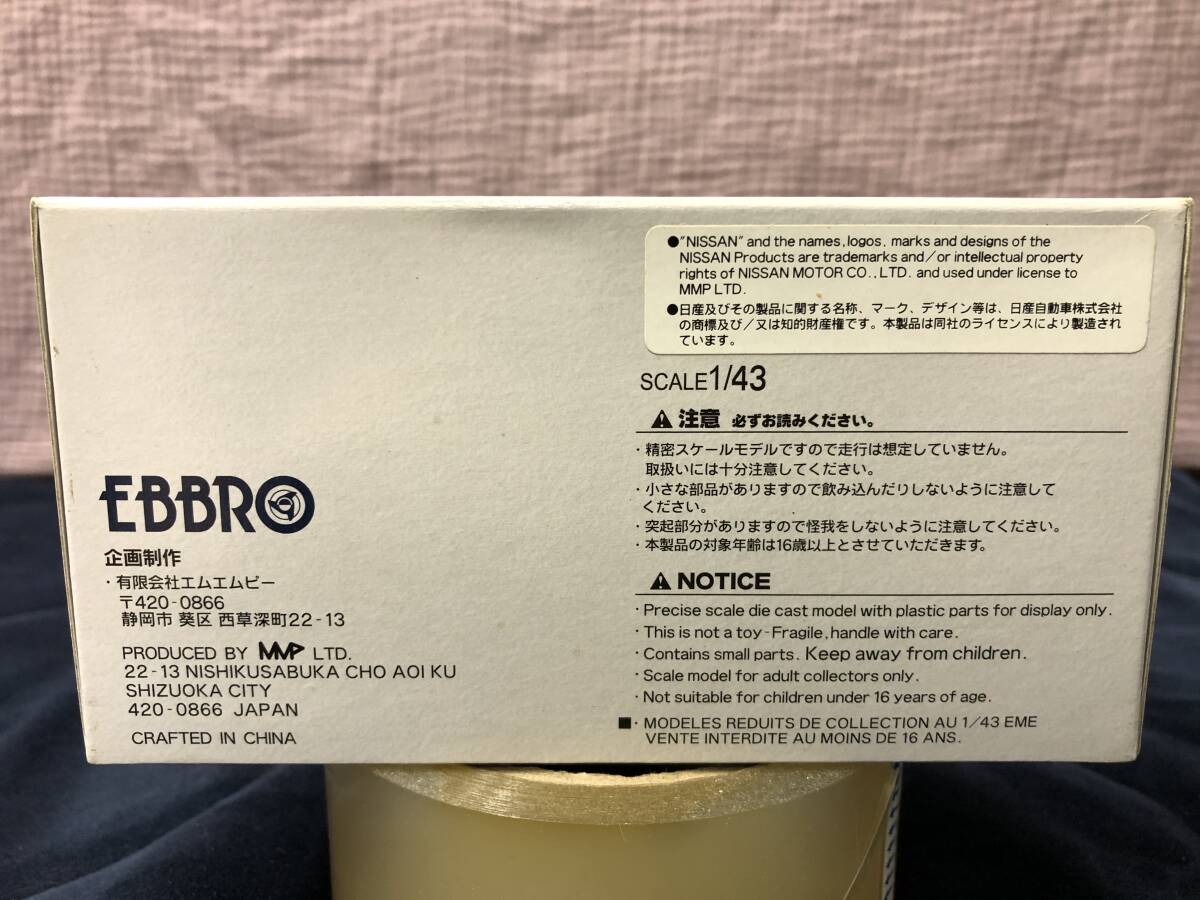 ●"NISSAN" and the names, logos, marks and designs of the
NISSAN Products are trademarks and/or intellectual property
rights of NISSAN MOTOR CO., LTD. and used under license to
MMP LTD.
●日産及びその製品に関する名称、マーク、デザイン等は、日産自動車株式会社
の商標及び/又は知的財産権です。本製品は同社のライセンスにより製造され
ています。
SCALE1/43
注意 必ずお読みください。
・精密スケールモデルですので走行は想定していません。
取扱いには十分注意してください。
・小さな部品がありますので飲み込んだりしないように注意して
ください。
・突起部分がありますので怪我をしないように注意してください。
・本製品の対象年齢は16歳以上とさせていただきます。
NOTICE
・Precise scale die cast model with plastic parts for display only.
・This is not a toy-Fragile, handle with care.
・Contains small parts. Keep away from children.
・Scale model for adult collectors only.
・Not suitable for children under 16 years of age.
■・MODELES REDUITS DE COLLECTION AU 1/43 EME
VENTE INTERDITE AU MOINS DE 16 ANS.
EBBRO
企画制作
・有限会社エムエムピー
〒420-0866
静岡市 葵区 西草深町22-13
PRODUCED BY MMP LTD.
22-13 NISHIKUSABUKA CHO AOI KU
SHIZUOKA CITY
420-0866 JAPAN
CRAFTED IN CHINA